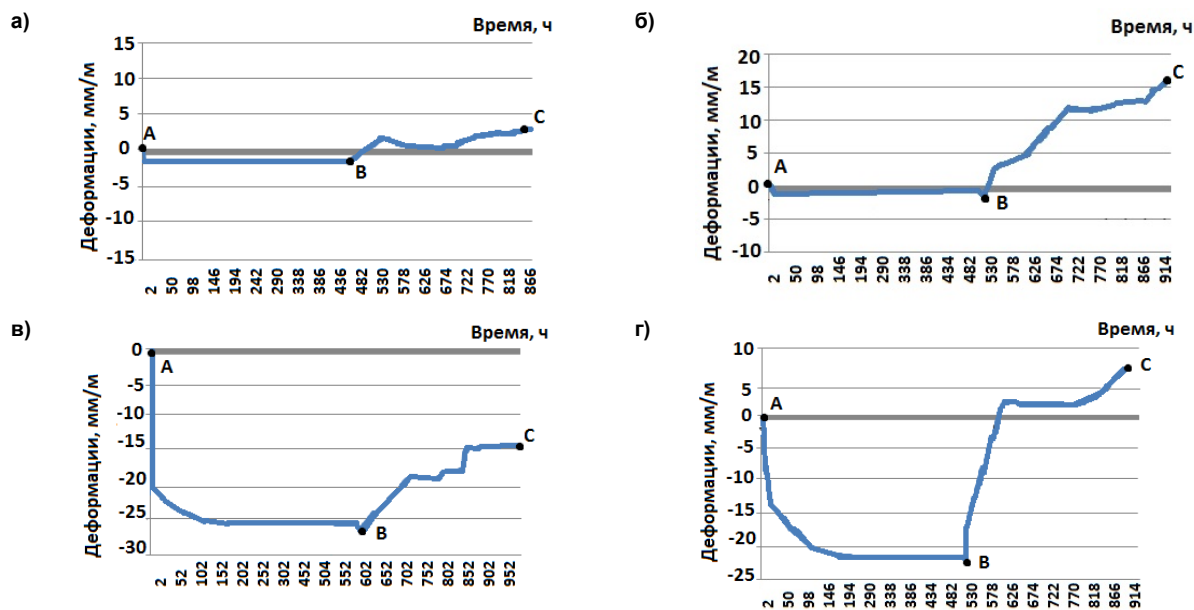 а)
Время, ч
Деформации, мм/м
15
10
5
0
-5
-10
-15
A
B
C
2 50 98 146 194 242 290 338 386 436 482 530 578 626 674 722 770 818 866
б)
Время, ч
Деформации, мм/м
20
15
10
5
0
-5
-10
A
B
C
2 50 98 146 194 242 290 338 386 434 482 530 578 626 674 722 770 818 866 914
в)
Время, ч
Деформации, мм/м
0
-5
-10
-15
-20
-25
-30
A
B
C
2 52 102 152 202 252 302 352 402 452 502 552 602 702 752 852 902 952
г)
Время, ч
Деформации, мм/м
10
5
0
-5
-10
-15
-20
-25
A
B
C
2 50 98 146 194 242 290 338 386 434 482 530 578 626 674 722 770 818 866 914